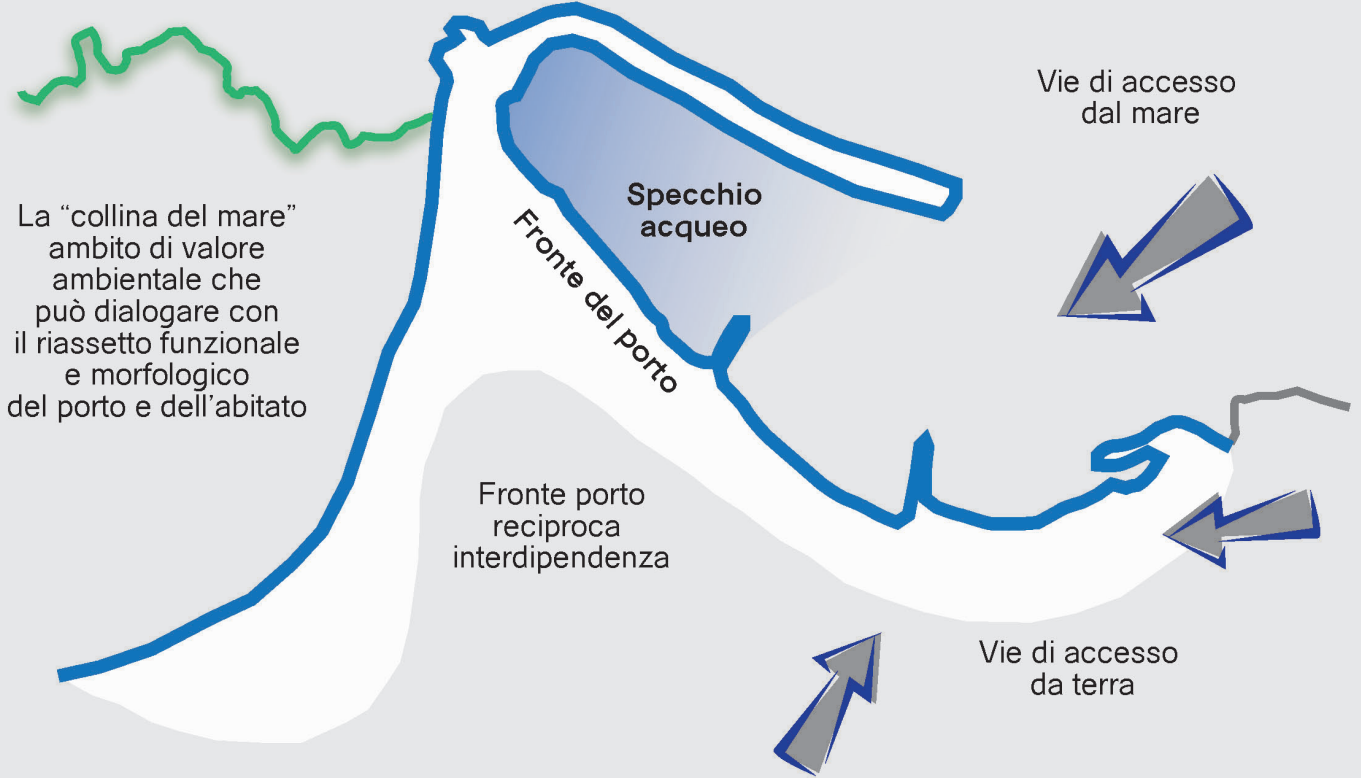 Vie di accesso
dal mare
La “collina del mare”
ambito di valore
ambientale che
può dialogare con
il riassetto funzionale
e morfologico
del porto e dell’abitato
Specchio
acqueo
Fronte del porto
Fronte porto
reciproca
interdipendenza
Vie di accesso
da terra